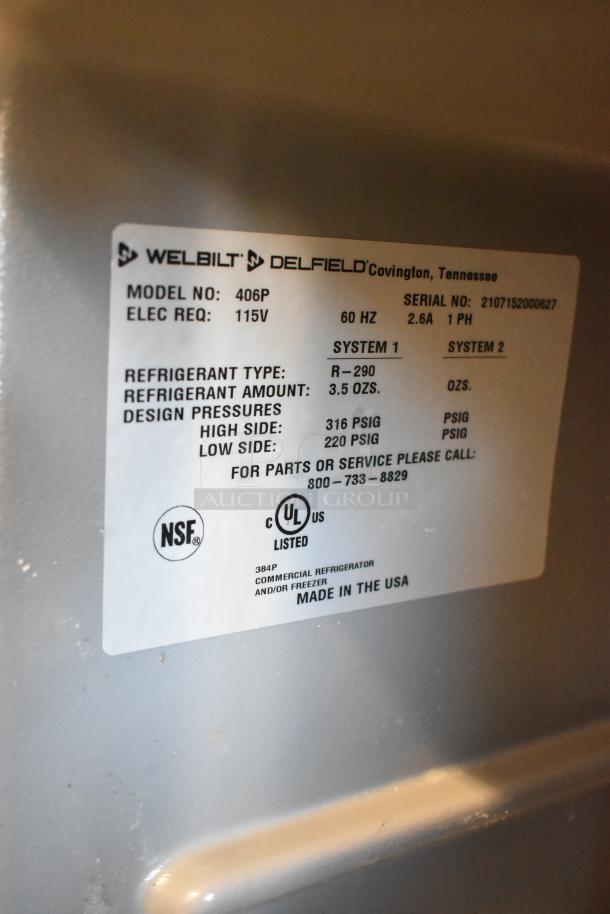 WELBILT® DELFIELD® Covington, Tennessee
MODEL NO: 406P SERIAL NO: 2107152000627
ELEC REQ: 115V 60 HZ 2.6A 1 PH
SYSTEM 1 SYSTEM 2
REFRIGERANT TYPE: R-290
REFRIGERANT AMOUNT: 3.5 OZS. OZS.
DESIGN PRESSURES
HIGH SIDE: 316 PSIG PSIG
LOW SIDE: 220 PSIG PSIG
FOR PARTS OR SERVICE PLEASE CALL:
800-733-8829
AUCTION GROUP
NSF®
C UL® US
LISTED
384P
COMMERCIAL REFRIGERATOR
AND/OR FREEZER
MADE IN THE USA